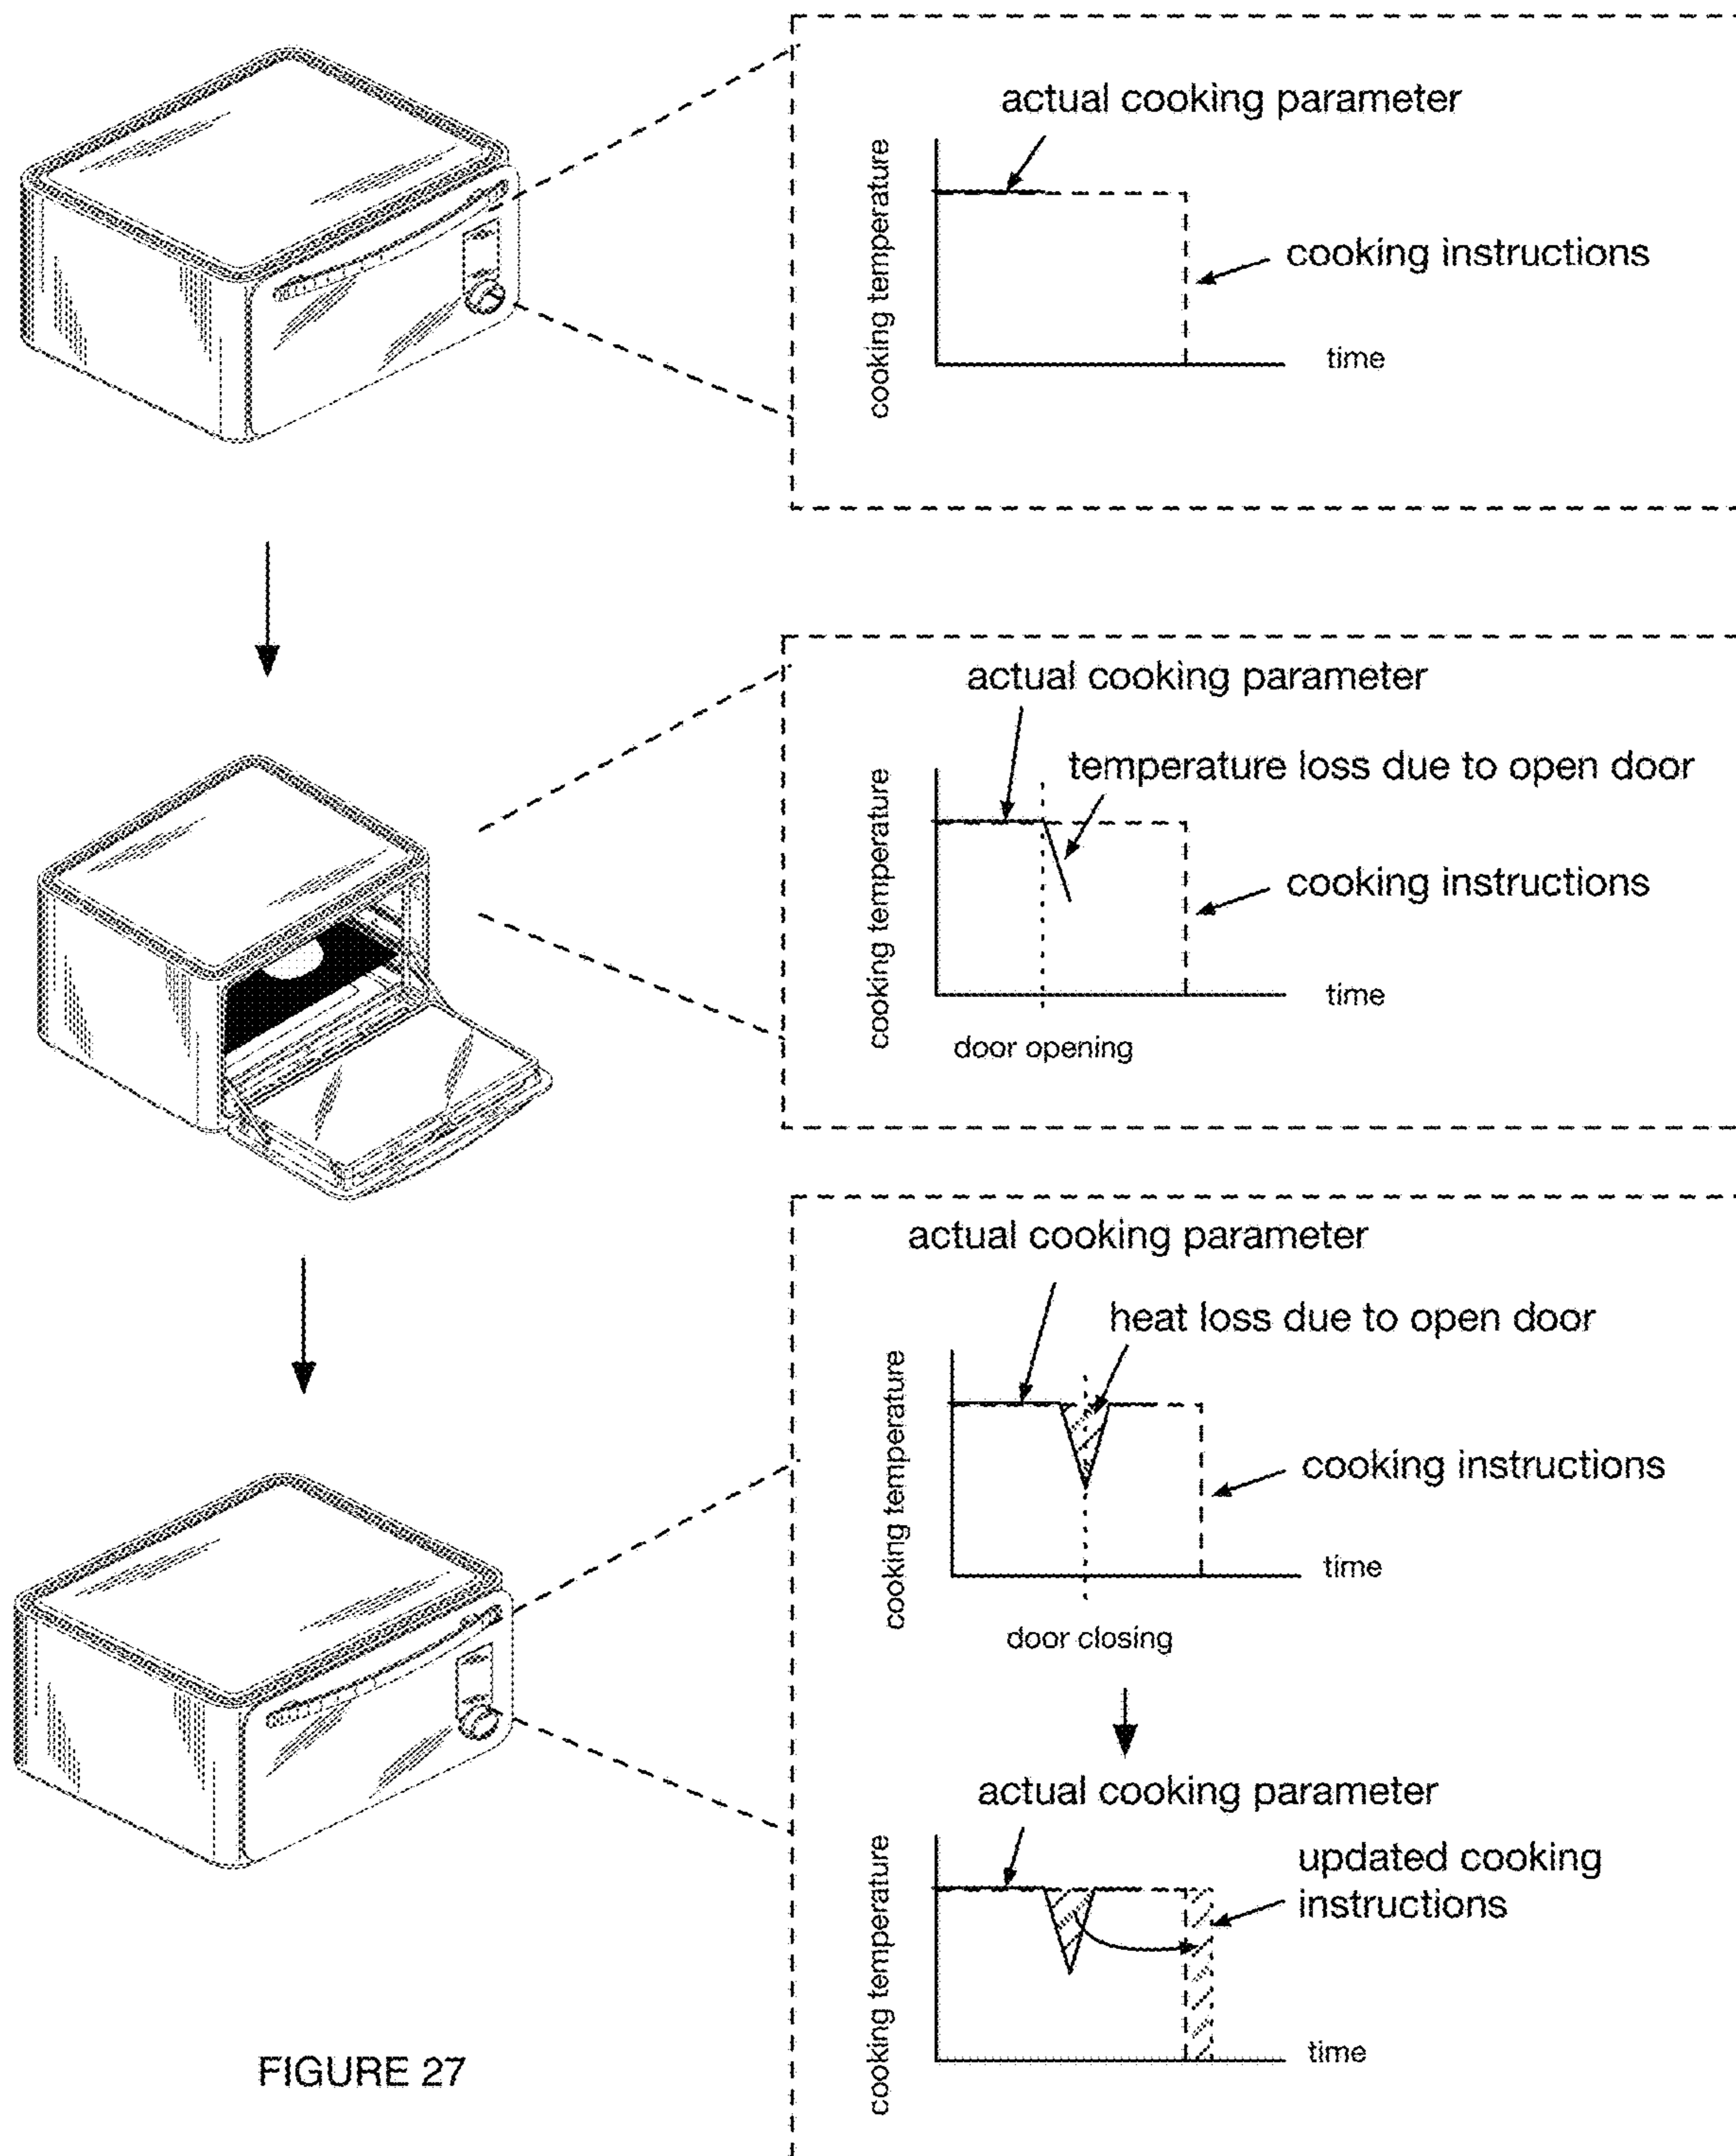 actual cooking parameter
cooking temperature
cooking instructions
time
actual cooking parameter
temperature loss due to open door
cooking temperature
cooking instructions
time
door opening
actual cooking parameter
heat loss due to open door
cooking temperature
cooking instructions
time
door closing
actual cooking parameter
updated cooking
instructions
cooking temperature
time
FIGURE 27